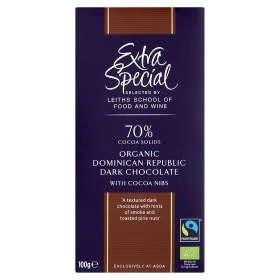 Extra
Special
SELECTED BY
LEITHS SCHOOL OF
FOOD AND WINE
70%
COCOA SOLIDS
ORGANIC
DOMINICAN REPUBLIC
DARK CHOCOLATE
WITH COCOA NIBS
'A textured dark
chocolate with hints
of smoke and
toasted pine nuts'
100g e
FAIRTRADE
EXCLUSIVELY AT ASDA